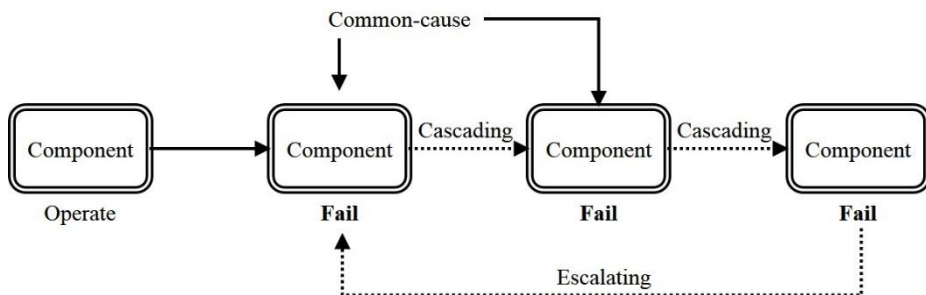 Common-cause
Component
Component
Cascading
Component
Cascading
Component
Operate
Fail
Fail
Fail
Escalating